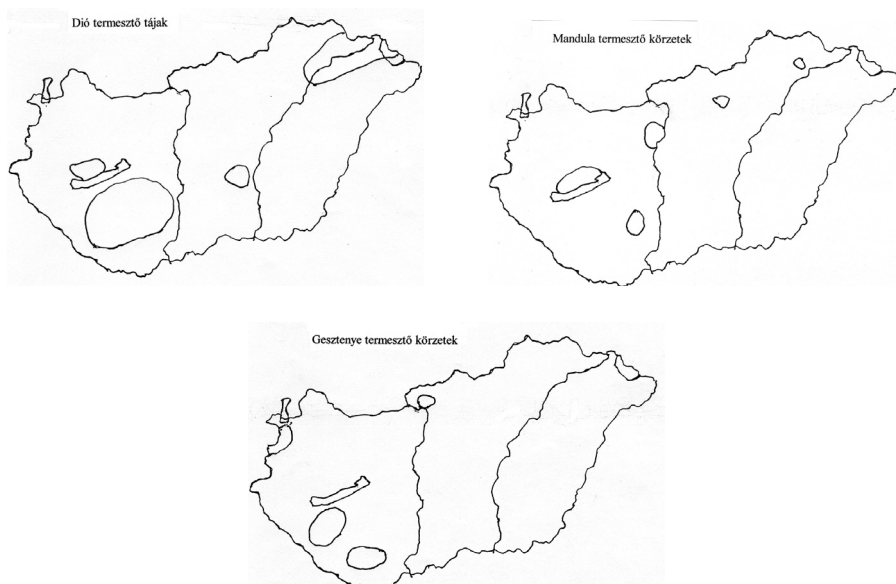 Dió termesztő tájak
Mandula termesztő körzetek
Gesztenye termesztő körzetek